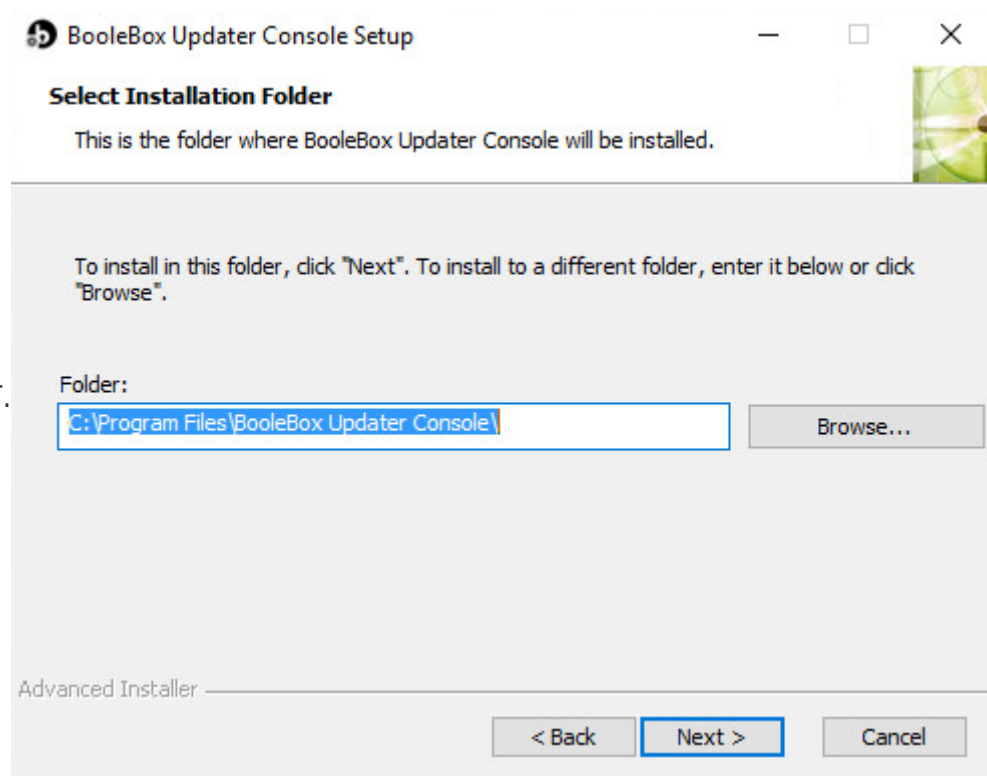 BooleBox Updater Console Setup
Select Installation Folder
This is the folder where BooleBox Updater Console will be installed.
To install in this folder, click "Next". To install to a different folder, enter it below or click
"Browse".
Folder:
C:\Program Files\BooleBox Updater Console\
Browse...
Advanced Installer
< Back
Next >
Cancel